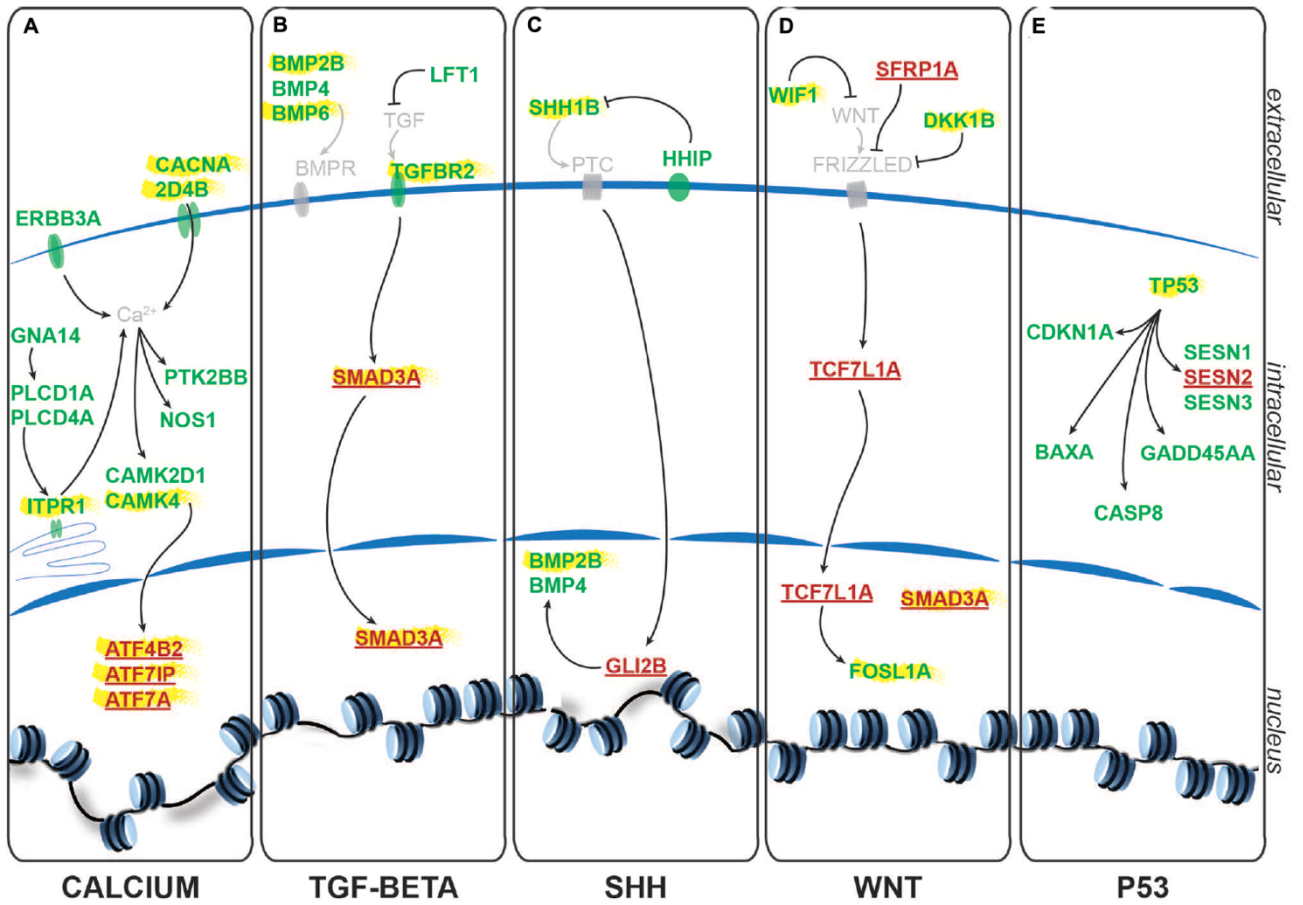 A
CACNA
2D4B
ERBB3A
Ca²⁺
GNA14
PLCD1A
PLCD4A
PTK2BB
NOS1
CAMK2D1
CAMK4
ITPR1
ATF4B2
ATF7IP
ATF7A
CALCIUM
B
BMP2B
BMP4
BMP6
LFT1
TGF
BMPR
TGFBR2
SMAD3A
SMAD3A
TGF-BETA
C
SHH1B
PTC
HHIP
BMP2B
BMP4
GLI2B
SHH
D
WIF1
SFRP1A
WNT
DKK1B
FRIZZLED
TCF7L1A
TCF7L1A
SMAD3A
FOSL1A
WNT
E
TP53
CDKN1A
SESN1
SESN2
SESN3
BAXA
GADD45AA
CASP8
P53
extracellular
intracellular
nucleus